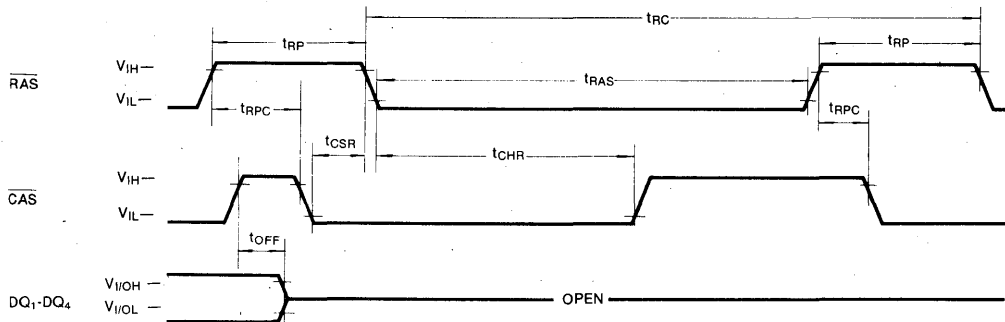 tRC
tRP
tRP
RAS
VIH—
VIL—
tRAS
tRPC
tRPC
tCSR
tCHR
CAS
VIH—
VIL—
tOFF
DQ1-DQ4
VI/OH
VI/OL
OPEN